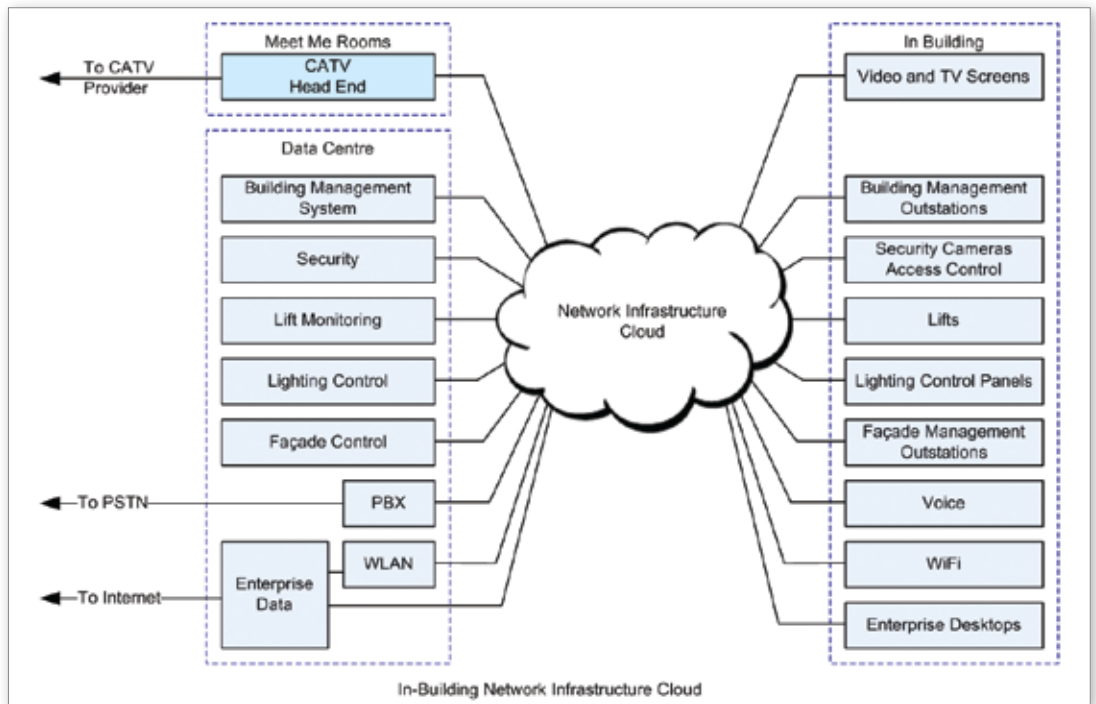 Meet Me Rooms
CATV
Head End
To CATV
Provider
Data Centre
Building Management
System
Security
Lift Monitoring
Lighting Control
Façade Control
PBX
To PSTN
WLAN
Enterprise
Data
To Internet
Network Infrastructure
Cloud
In Building
Video and TV Screens
Building Management
Outstations
Security Cameras
Access Control
Lifts
Lighting Control Panels
Façade Management
Outstations
Voice
WiFi
Enterprise Desktops
In-Building Network Infrastructure Cloud